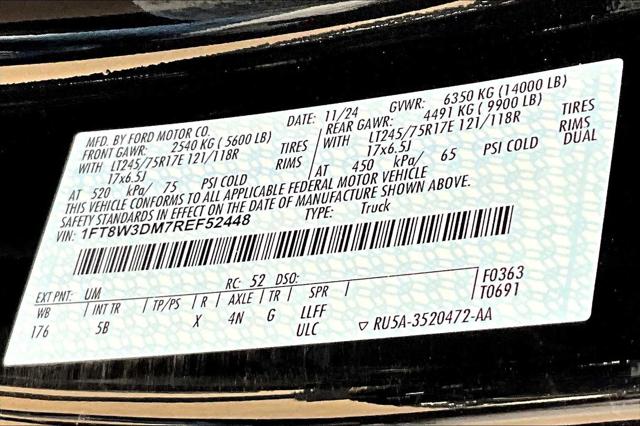 MFD. BY FORD MOTOR CO.
DATE: 11/24 GVWR: 6350 KG (14000 LB)
FRONT GAWR: 2540 KG (5600 LB)
REAR GAWR: 4491 KG (9900 LB)
WITH LT245/75R17E 121/118R TIRES
WITH LT245/75R17E 121/118R TIRES
17x6.5J RIMS
17x6.5J RIMS
AT 520 kPa/ 75 PSI COLD
AT 450 kPa/ 65 PSI COLD DUAL
THIS VEHICLE CONFORMS TO ALL APPLICABLE FEDERAL MOTOR VEHICLE
SAFETY STANDARDS IN EFFECT ON THE DATE OF MANUFACTURE SHOWN ABOVE.
VIN: 1FT8W3DM7REF52448 TYPE: Truck
EXT PNT: UM RC: 52 DSO:
WB INT TR TP/PS R AXLE TR SPR F0363
176 5B X 4N G LLFF T0691
ULC RU5A-3520472-AA